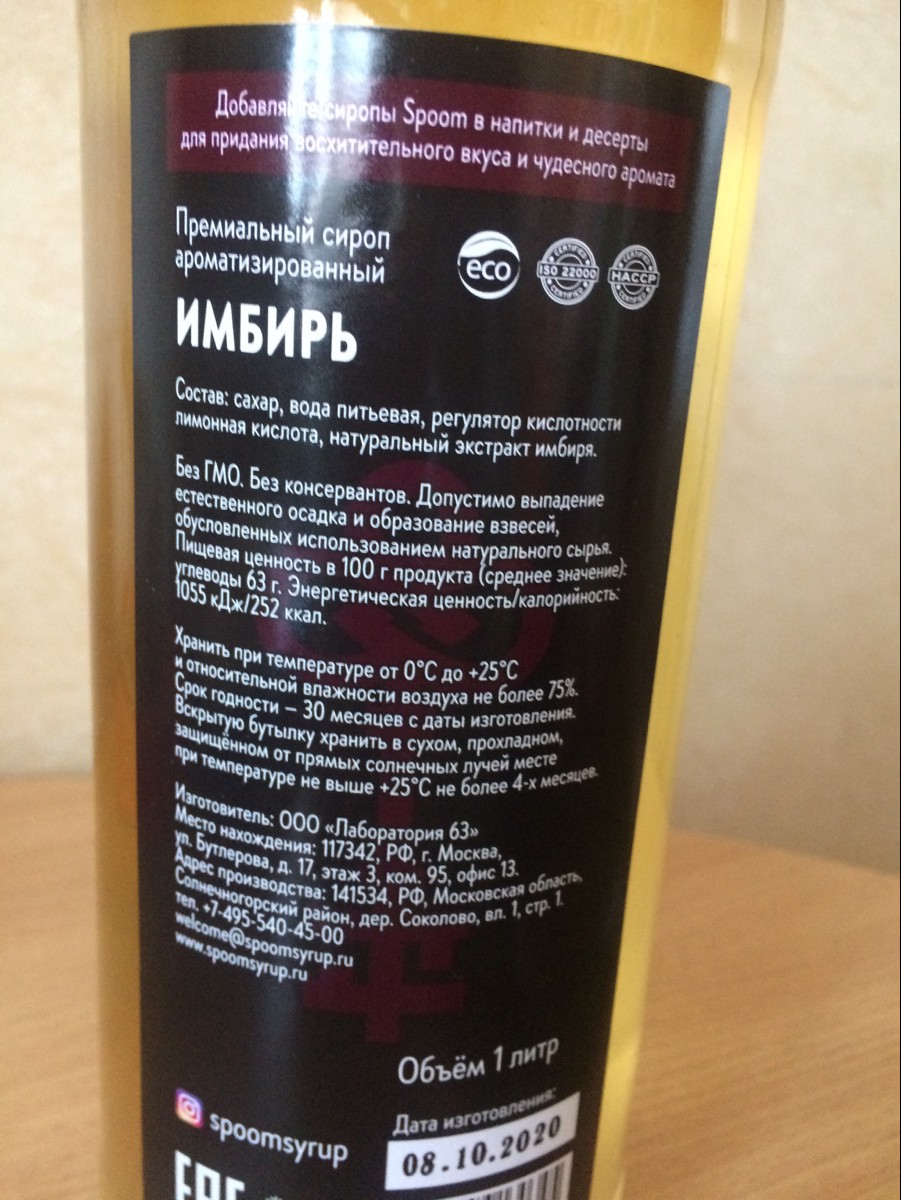 Добавляйте сиропы Spoom в напитки и десерты
для придания восхитительного вкуса и чудесного аромата
Премиальный сироп
ароматизированный
eco
CERTIFIED
ISO 22000
CERTIFIED
CERTIFIED
HACCP
CERTIFIED
ИМБИРЬ
Состав: сахар, вода питьевая, регулятор кислотности
лимонная кислота, натуральный экстракт имбиря.
Без ГМО. Без консервантов. Допустимо выпадение
естественного осадка и образование взвесей,
обусловленных использованием натурального сырья.
Пищевая ценность в 100 г продукта (среднее значение):
углеводы 63 г. Энергетическая ценность/калорийность:
1055 кДж/252 ккал.
Хранить при температуре от 0°С до +25°С
и относительной влажности воздуха не более 75%.
Срок годности – 30 месяцев с даты изготовления.
Вскрытую бутылку хранить в сухом, прохладном,
защищённом от прямых солнечных лучей месте
при температуре не выше +25°С не более 4-х месяцев.
Изготовитель: ООО «Лаборатория 63»
Место нахождения: 117342, РФ, г. Москва,
ул. Бутлерова, д. 17, этаж 3, ком. 95, офис 13.
Адрес производства: 141534, РФ, Московская область,
Солнечногорский район, дер. Соколово, вл. 1, стр. 1.
тел. +7-495-540-45-00
welcome@spoomsyrup.ru
www.spoomsyrup.ru
Объём 1 литр
Дата изготовления:
08.10.2020
spoomsyrup
EAC